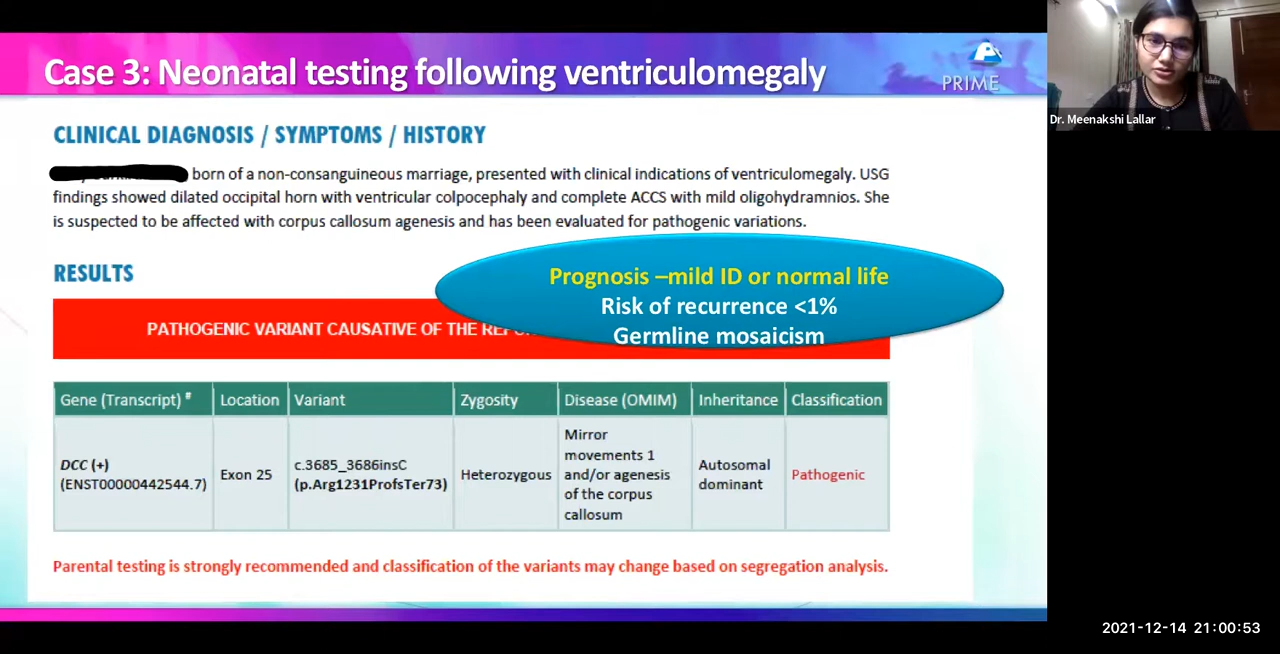 Case 3: Neonatal testing following ventriculomegaly
PRIME
Dr. Meenakshi Lallar
CLINICAL DIAGNOSIS / SYMPTOMS / HISTORY
born of a non-consanguineous marriage, presented with clinical indications of ventriculomegaly. USG
findings showed dilated occipital horn with ventricular colpocephaly and complete ACCS with mild oligohydramnios. She
is suspected to be affected with corpus callosum agenesis and has been evaluated for pathogenic variations.
RESULTS
Prognosis –mild ID or normal life
Risk of recurrence <1%
Germline mosaicism
PATHOGENIC VARIANT CAUSATIVE OF THE
Gene (Transcript) # Location Variant Zygosity Disease (OMIM) Inheritance Classification
DCC (+)
(ENST00000442544.7)
Exon 25
c.3685_3686insC
(p.Arg1231ProfsTer73)
Heterozygous
Mirror
movements 1
and/or agenesis
of the corpus
callosum
Autosomal
dominant
Pathogenic
Parental testing is strongly recommended and classification of the variants may change based on segregation analysis.
2021-12-14 21:00:53